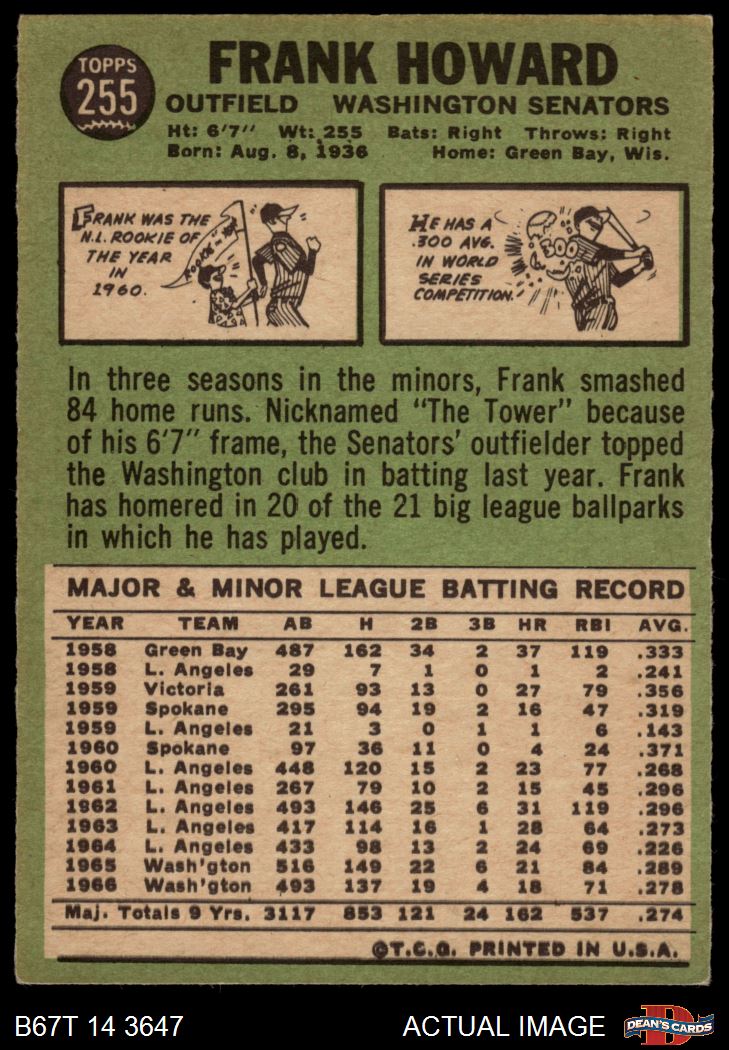 TOPPS
255
FRANK HOWARD
OUTFIELD WASHINGTON SENATORS
Ht: 6'7" Wt: 255 Bats: Right Throws: Right
Born: Aug. 8, 1936 Home: Green Bay, Wis.
FRANK WAS THE
N.L. ROOKIE OF
THE YEAR
IN
1960.
HE HAS A
.300 AVG.
IN WORLD
SERIES
COMPETITION.
300
In three seasons in the minors, Frank smashed
84 home runs. Nicknamed "The Tower" because
of his 6'7" frame, the Senators' outfielder topped
the Washington club in batting last year. Frank
has homered in 20 of the 21 big league ballparks
in which he has played.
MAJOR & MINOR LEAGUE BATTING RECORD
YEAR TEAM AB H 2B 3B HR RBI AVG.
1958 Green Bay 487 162 34 2 37 119 .333
1958 L. Angeles 29 7 1 0 1 2 .241
1959 Victoria 261 93 13 0 27 79 .356
1959 Spokane 295 94 19 2 16 47 .319
1959 L. Angeles 21 3 0 1 1 6 .143
1960 Spokane 97 36 11 0 4 24 .371
1960 L. Angeles 448 120 15 2 23 77 .268
1961 L. Angeles 267 79 10 2 15 45 .296
1962 L. Angeles 493 146 25 6 31 119 .296
1963 L. Angeles 417 114 16 1 28 64 .273
1964 L. Angeles 433 98 13 2 24 69 .226
1965 Wash'gton 516 149 22 6 21 84 .289
1966 Wash'gton 493 137 19 4 18 71 .278
Maj. Totals 9 Yrs. 3117 853 121 24 162 537 .274
©T.C.G. PRINTED IN U.S.A.
B67T 14 3647 ACTUAL IMAGE
DEAN'S CARDS